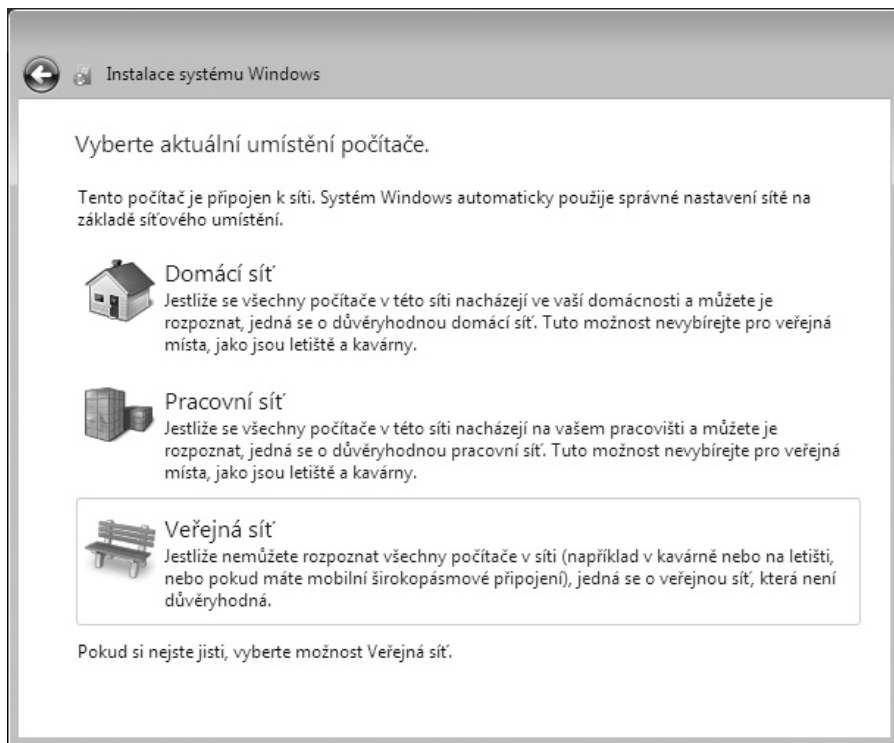 Instalace systému Windows
Vyberte aktuální umístění počítače.
Tento počítač je připojen k síti. Systém Windows automaticky použije správné nastavení sítě na
základě síťového umístění.
Domácí síť
Jestliže se všechny počítače v této síti nacházejí ve vaší domácnosti a můžete je
rozpoznat, jedná se o důvěryhodnou domácí síť. Tuto možnost nevybírejte pro veřejná
místa, jako jsou letiště a kavárny.
Pracovní síť
Jestliže se všechny počítače v této síti nacházejí na vašem pracovišti a můžete je
rozpoznat, jedná se o důvěryhodnou pracovní síť. Tuto možnost nevybírejte pro veřejná
místa, jako jsou letiště a kavárny.
Veřejná síť
Jestliže nemůžete rozpoznat všechny počítače v síti (například v kavárně nebo na letišti,
nebo pokud máte mobilní širokopásmové připojení), jedná se o veřejnou síť, která není
důvěryhodná.
Pokud si nejste jisti, vyberte možnost Veřejná síť.